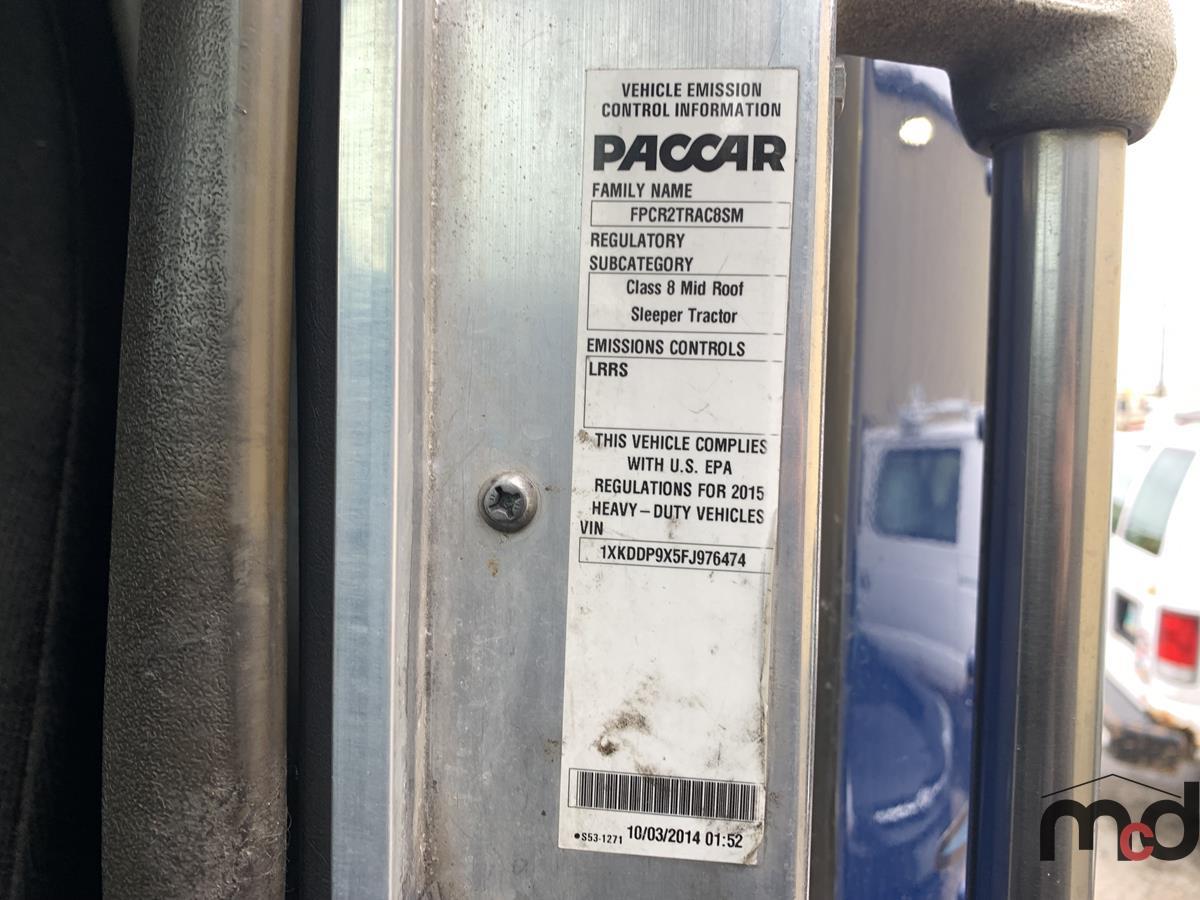 VEHICLE EMISSION
CONTROL INFORMATION
PACCAR
FAMILY NAME
FPCR2TRAC8SM
REGULATORY
SUBCATEGORY
Class 8 Mid Roof
Sleeper Tractor
EMISSIONS CONTROLS
LRRS
THIS VEHICLE COMPLIES
WITH U.S. EPA
REGULATIONS FOR 2015
HEAVY – DUTY VEHICLES
VIN
1XKDDP9X5FJ976474
•S53-1271 10/03/2014 01:52
mcd